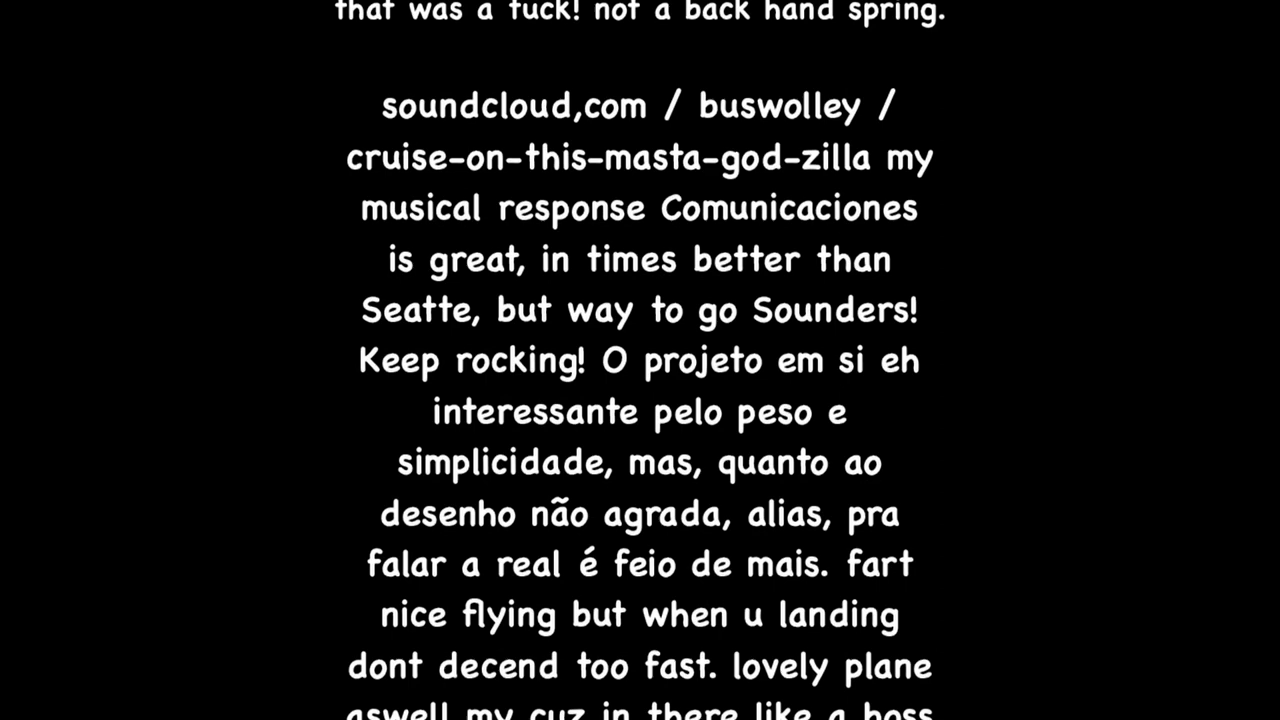 that was a fuck! not a back hand spring.
soundcloud,com / buswolley /
cruise-on-this-masta-god-zilla my
musical response Comunicaciones
is great, in times better than
Seatte, but way to go Sounders!
Keep rocking! O projeto em si eh
interessante pelo peso e
simplicidade, mas, quanto ao
desenho não agrada, alias, pra
falar a real é feio de mais. fart
nice flying but when u landing
dont decend too fast. lovely plane
aswell my cuz in there like a boss